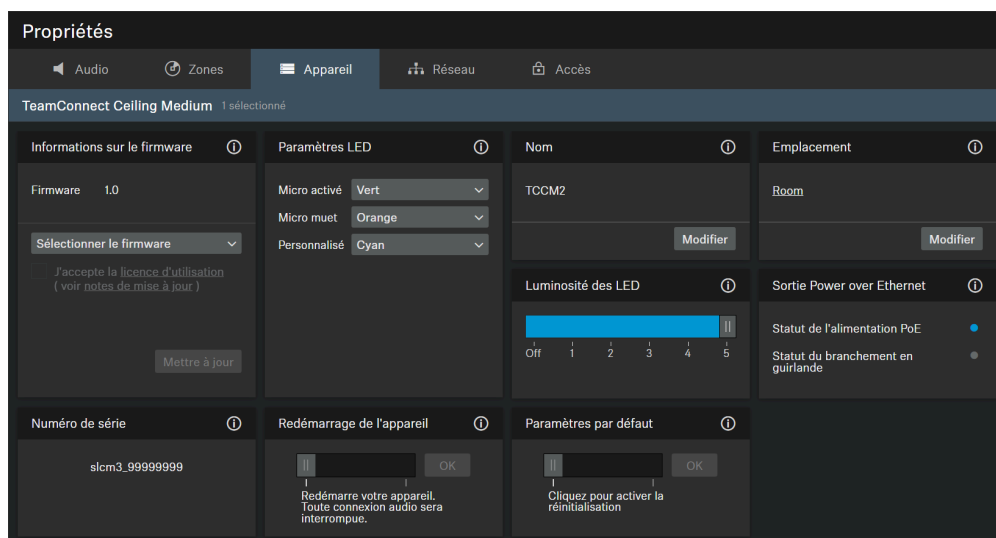 Propriétés
Audio
Zones
Appareil
Réseau
Accès
TeamConnect Ceiling Medium 1 sélectionné
Informations sur le firmware
Firmware 1.0
Sélectionner le firmware
J'accepte la licence d'utilisation
( voir notes de mise à jour )
Mettre à jour
Paramètres LED
Micro activé Vert
Micro muet Orange
Personnalisé Cyan
Nom
TCCM2
Modifier
Emplacement
Room
Modifier
Luminosité des LED
Off 1 2 3 4 5
Sortie Power over Ethernet
Statut de l'alimentation PoE
Statut du branchement en
guirlande
Numéro de série
slcm3_99999999
Redémarrage de l'appareil
OK
Redémarre votre appareil.
Toute connexion audio sera
interrompue.
Paramètres par défaut
OK
Cliquez pour activer la
réinitialisation